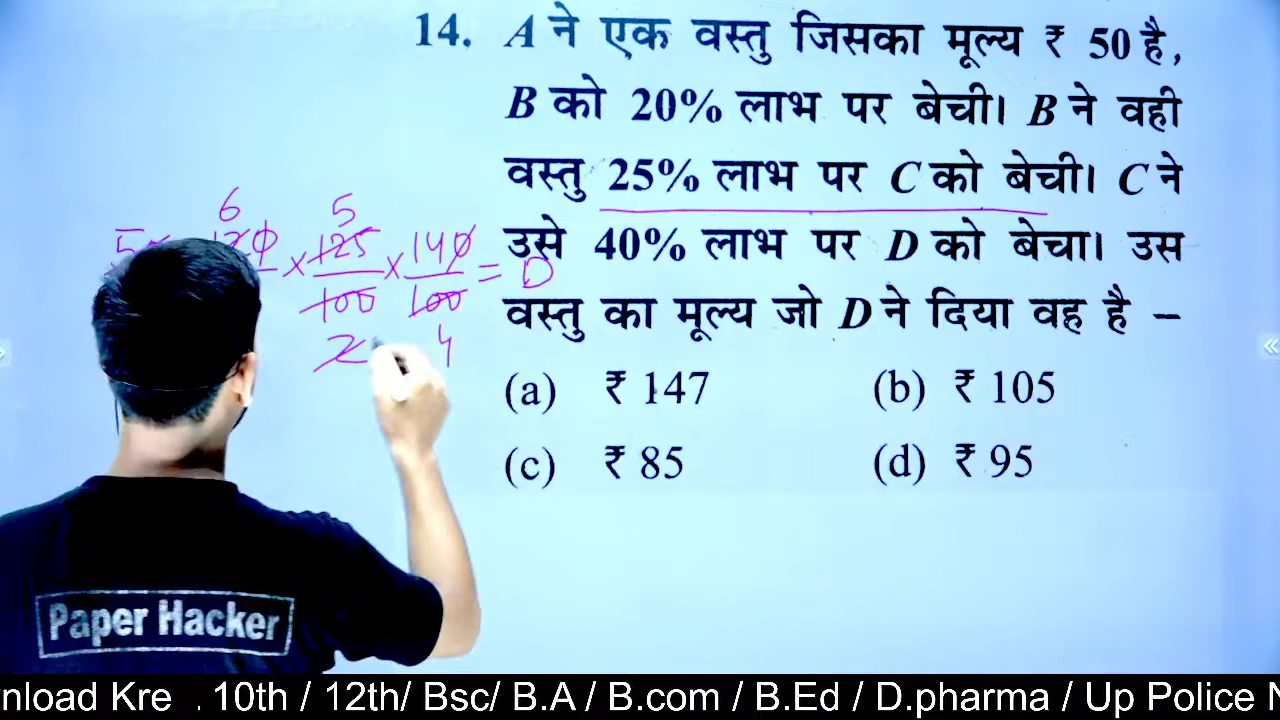 14. A ने एक वस्तु जिसका मूल्य ₹ 50 है,
B को 20% लाभ पर बेची। B ने वही
वस्तु 25% लाभ पर C को बेची। C ने
उसे 40% लाभ पर D को बेचा। उस
वस्तु का मूल्य जो D ने दिया वह है –
(a) ₹ 147 (b) ₹ 105
(c) ₹ 85 (d) ₹ 95
6 5
× 125 × 140 = D
100 100
2 4
Paper Hacker
nload Kre . 10th / 12th/ Bsc/ B.A / B.com / B.Ed / D.pharma / Up Police